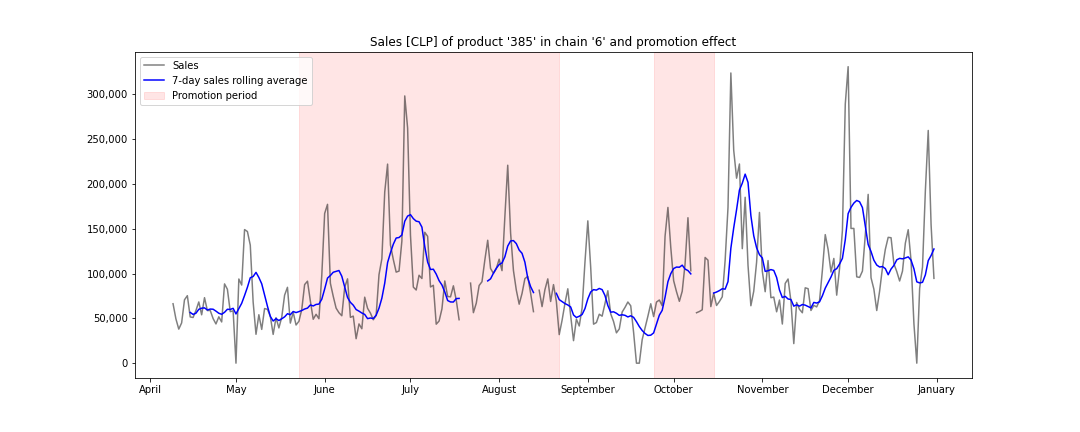 Sales [CLP] of product '385' in chain '6' and promotion effect
Sales
7-day sales rolling average
Promotion period
300,000
250,000
200,000
150,000
100,000
50,000
0
April May June July August September October November December January